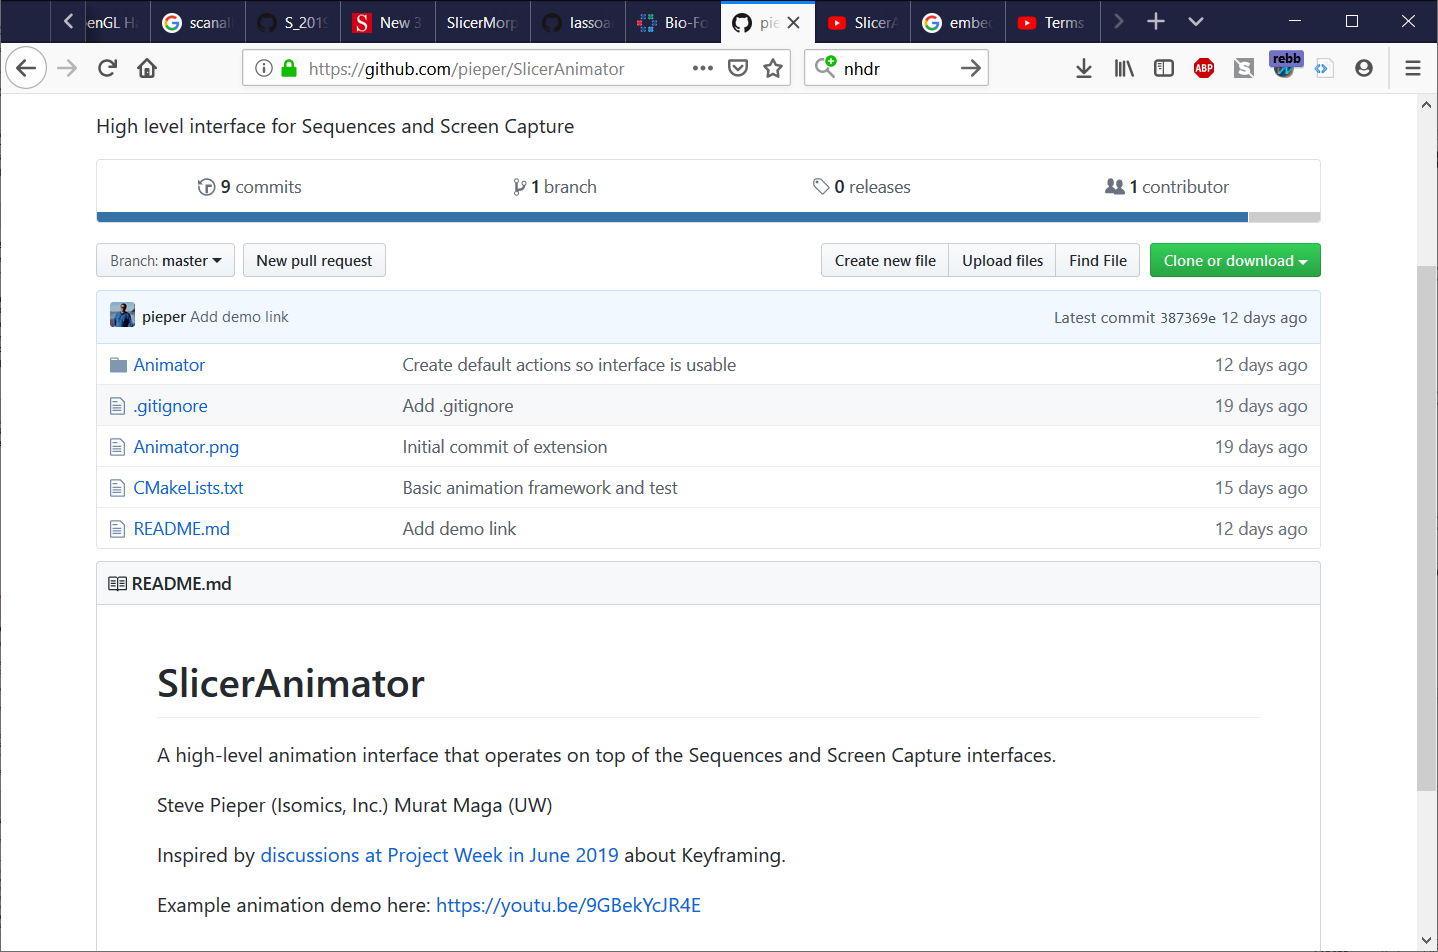 enGL Ha
scanall
S_2019
New 3
SlicerMorp
lassoa
Bio-Fo
pie
SlicerA
embed
Terms
https://github.com/pieper/SlicerAnimator
nhdr
ABP
S
rebb
High level interface for Sequences and Screen Capture
9 commits
1 branch
0 releases
1 contributor
Branch: master
New pull request
Create new file
Upload files
Find File
Clone or download
pieper Add demo link
Latest commit 387369e 12 days ago
Animator Create default actions so interface is usable 12 days ago
.gitignore Add .gitignore 19 days ago
Animator.png Initial commit of extension 19 days ago
CMakeLists.txt Basic animation framework and test 15 days ago
README.md Add demo link 12 days ago
README.md
SlicerAnimator
A high-level animation interface that operates on top of the Sequences and Screen Capture interfaces.
Steve Pieper (Isomics, Inc.) Murat Maga (UW)
Inspired by discussions at Project Week in June 2019 about Keyframing.
Example animation demo here: https://youtu.be/9GBekYcJR4E